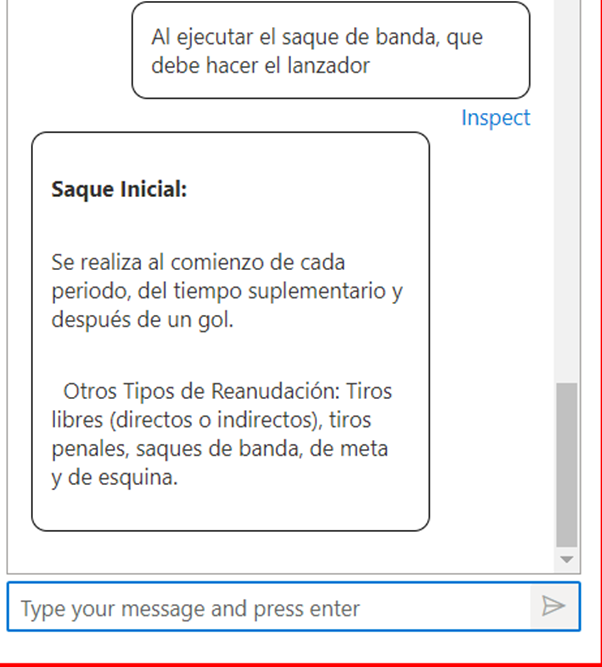 Al ejecutar el saque de banda, que
debe hacer el lanzador
Inspect
Saque Inicial:
Se realiza al comienzo de cada
periodo, del tiempo suplementario y
después de un gol.
Otros Tipos de Reanudación: Tiros
libres (directos o indirectos), tiros
penales, saques de banda, de meta
y de esquina.
Type your message and press enter